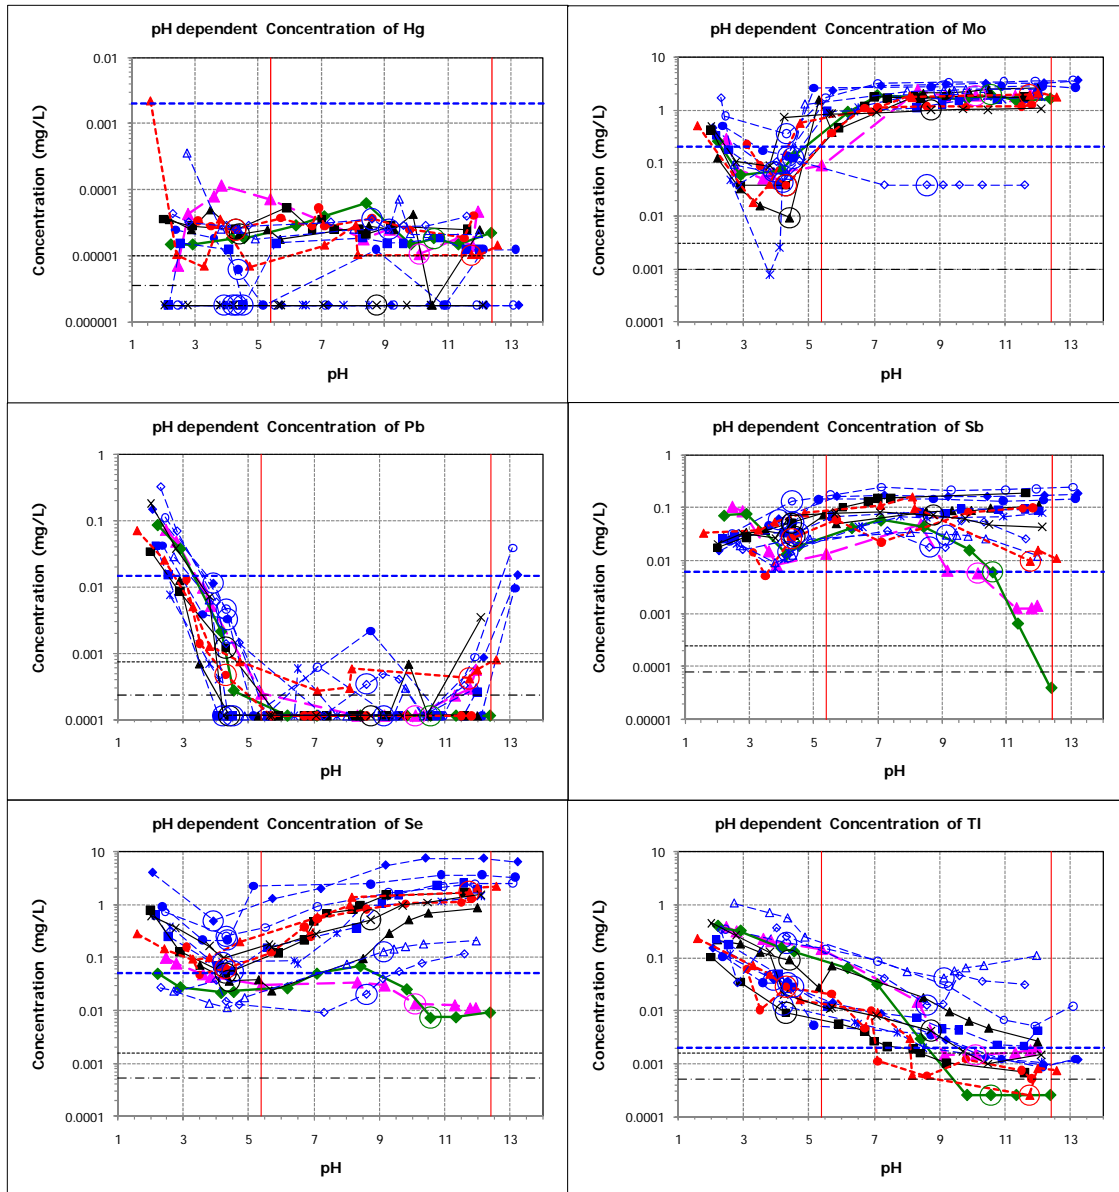 pH dependent Concentration of Hg
0.01
0.001
0.0001
0.00001
0.000001
Concentration (mg/L)
1 3 5 7 9 11 13
pH
pH dependent Concentration of Mo
10
1
0.1
0.01
0.001
0.0001
Concentration (mg/L)
1 3 5 7 9 11 13
pH
pH dependent Concentration of Pb
1
0.1
0.01
0.001
0.0001
Concentration (mg/L)
1 3 5 7 9 11 13
pH
pH dependent Concentration of Sb
1
0.1
0.01
0.001
0.0001
0.00001
Concentration (mg/L)
1 3 5 7 9 11 13
pH
pH dependent Concentration of Se
10
1
0.1
0.01
0.001
0.0001
Concentration (mg/L)
1 3 5 7 9 11 13
pH
pH dependent Concentration of Tl
10
1
0.1
0.01
0.001
0.0001
Concentration (mg/L)
1 3 5 7 9 11 13
pH